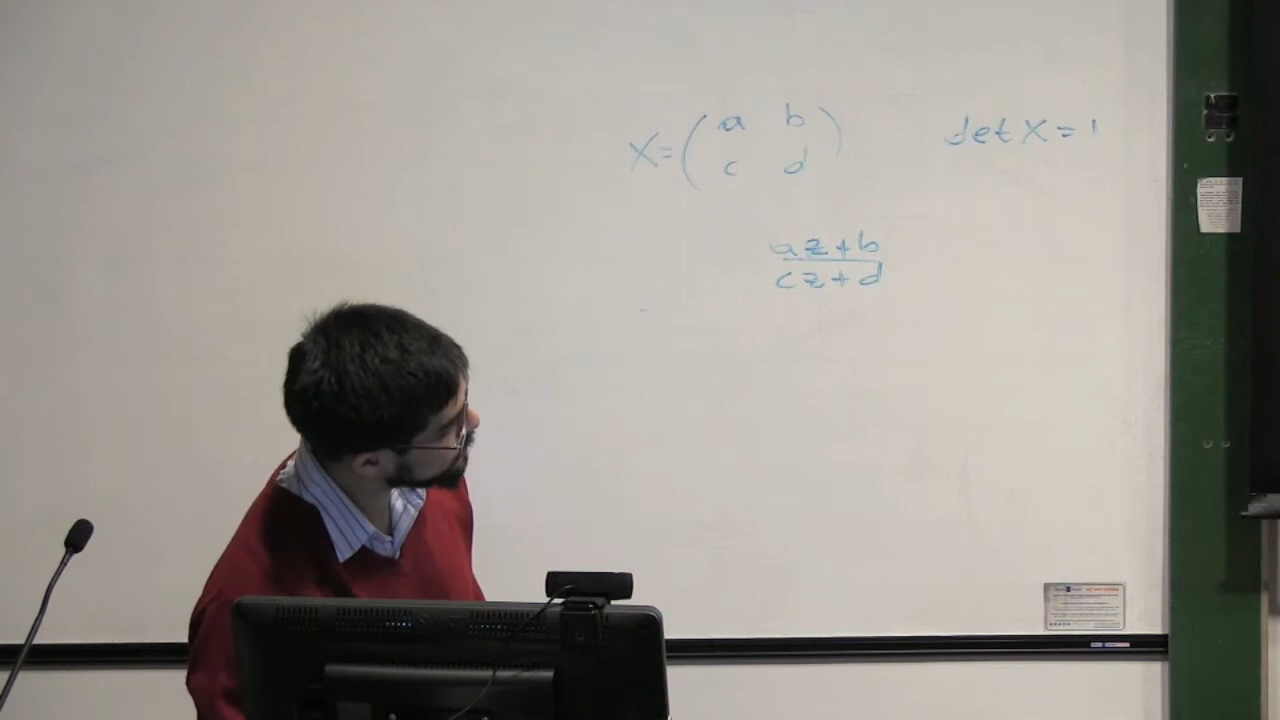 X = ( a b
c d ) det X = 1
az + b
cz + d